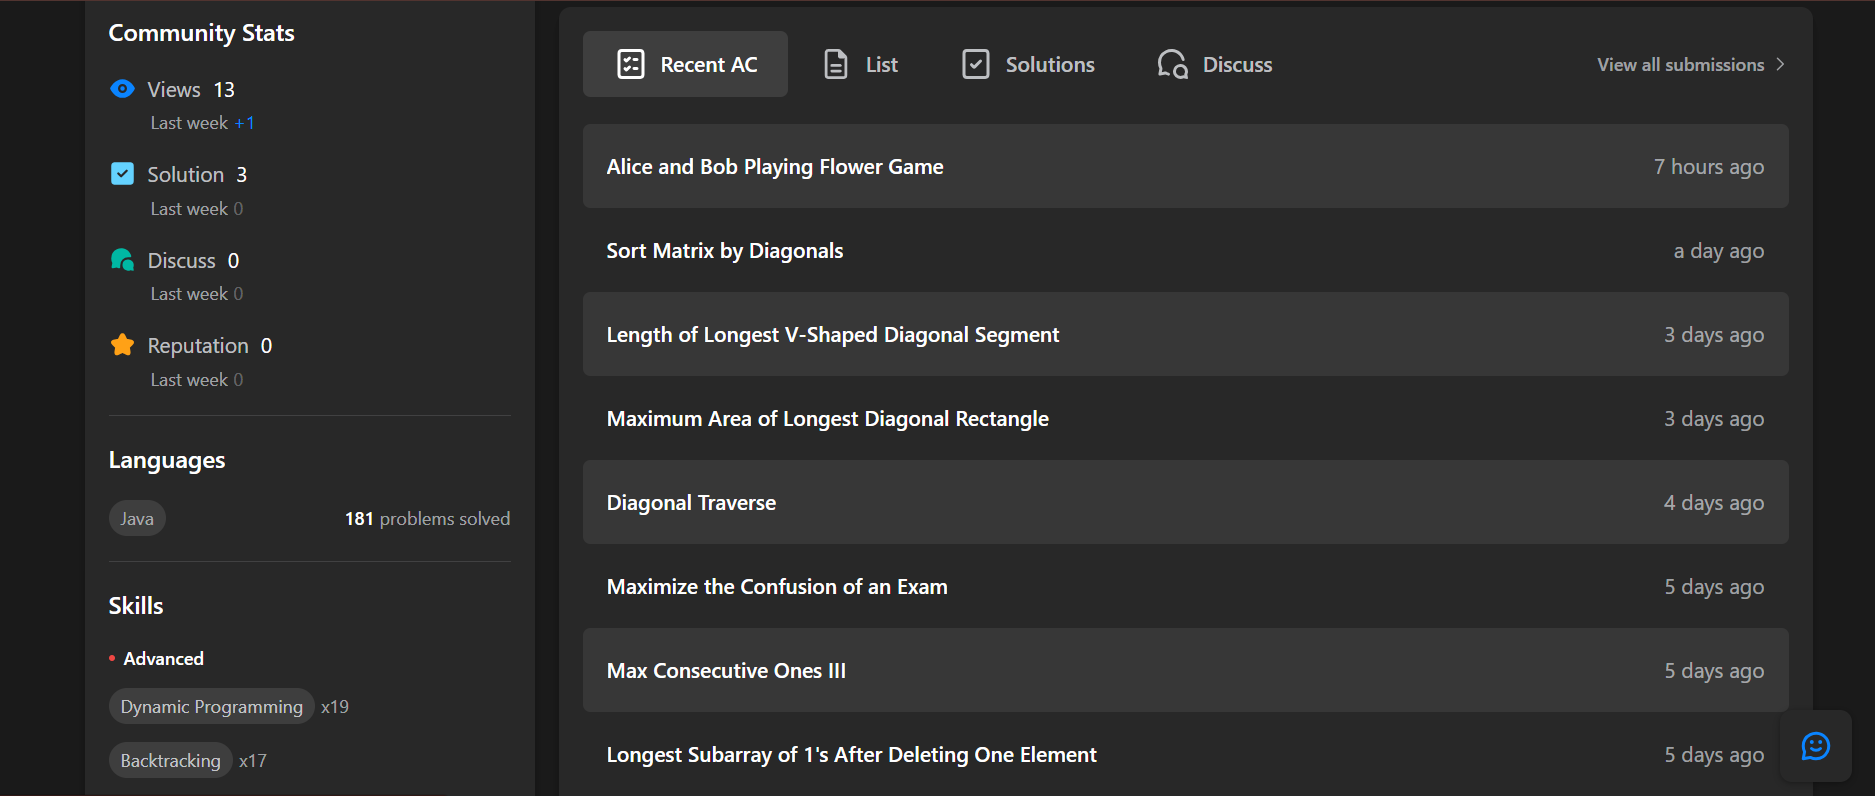 Community Stats
Views 13
Last week +1
Solution 3
Last week 0
Discuss 0
Last week 0
Reputation 0
Last week 0
Languages
Java 181 problems solved
Skills
Advanced
Dynamic Programming x19
Backtracking x17
Recent AC List Solutions Discuss View all submissions
Alice and Bob Playing Flower Game 7 hours ago
Sort Matrix by Diagonals a day ago
Length of Longest V-Shaped Diagonal Segment 3 days ago
Maximum Area of Longest Diagonal Rectangle 3 days ago
Diagonal Traverse 4 days ago
Maximize the Confusion of an Exam 5 days ago
Max Consecutive Ones III 5 days ago
Longest Subarray of 1's After Deleting One Element 5 days ago